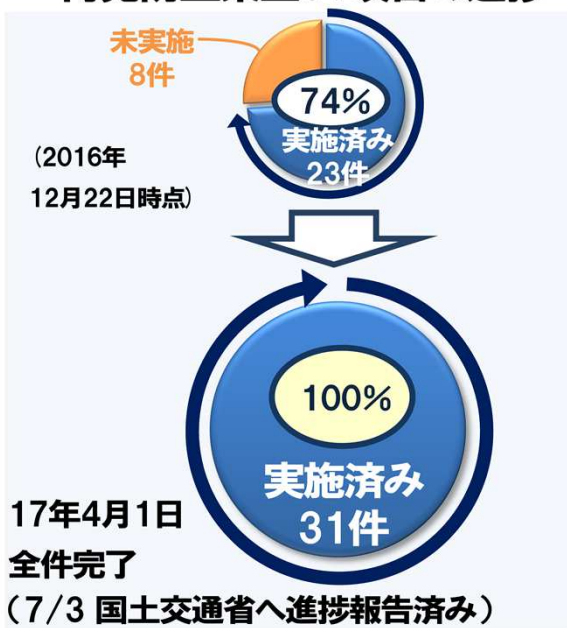 未実施
8件
74%
実施済み
23件
(2016年
12月22日時点)
100%
実施済み
31件
17年4月1日
全件完了
(7/3 国土交通省へ進捗報告済み)